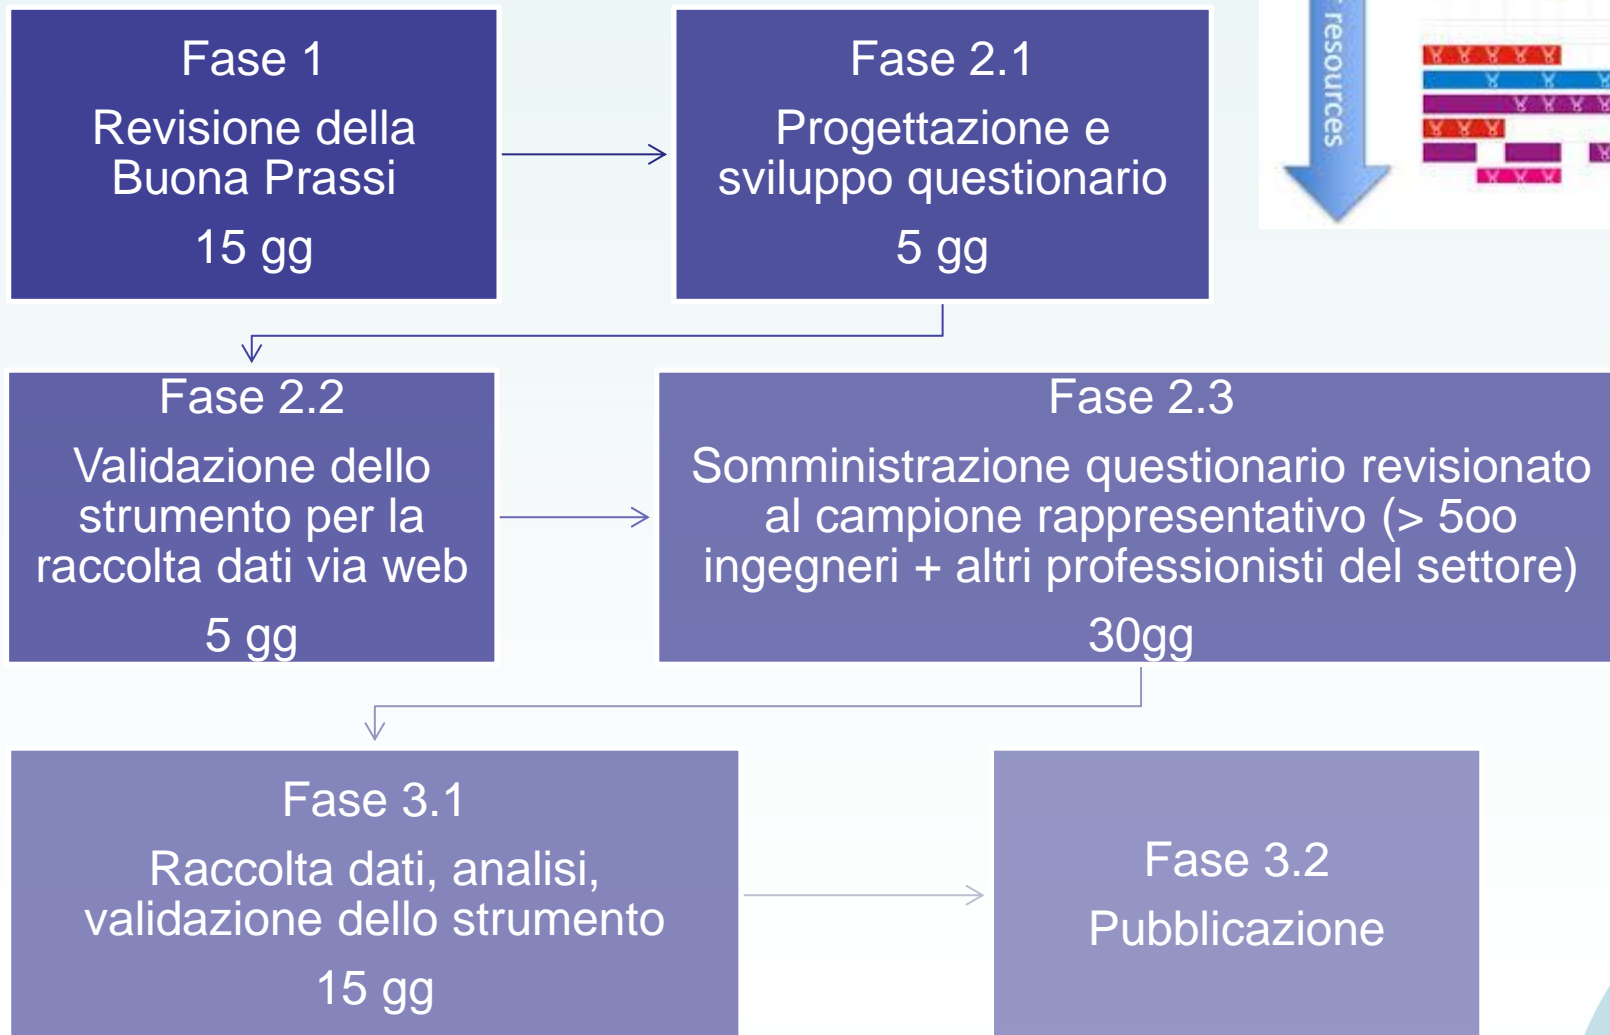 Fase 1
Revisione della
Buona Prassi
15 gg
Fase 2.1
Progettazione e
sviluppo questionario
5 gg
resources
Fase 2.2
Validazione dello
strumento per la
raccolta dati via web
5 gg
Fase 2.3
Somministrazione questionario revisionato
al campione rappresentativo (> 5oo
ingegneri + altri professionisti del settore)
30gg
Fase 3.1
Raccolta dati, analisi,
validazione dello strumento
15 gg
Fase 3.2
Pubblicazione